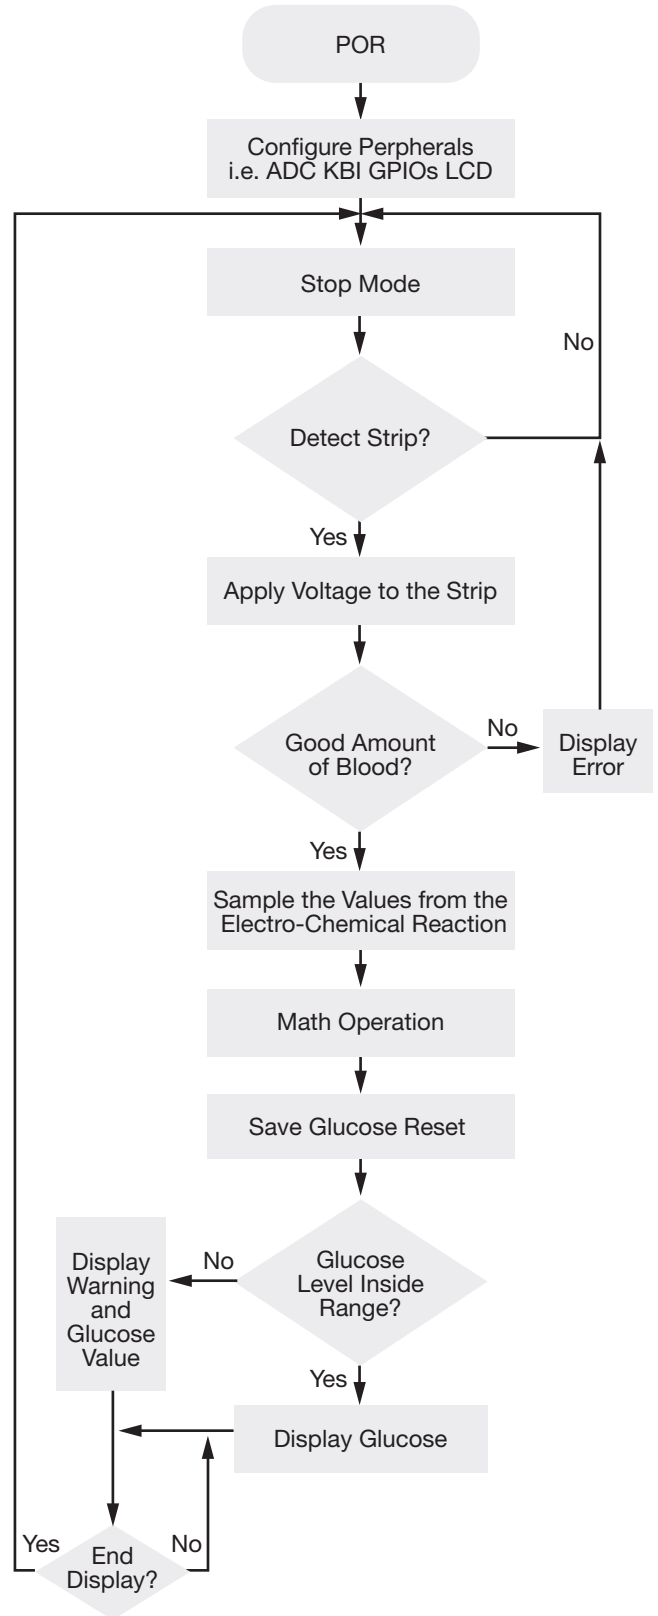 POR
Configure Perpherals
i.e. ADC KBI GPIOs LCD
Stop Mode
No
Detect Strip?
Yes
Apply Voltage to the Strip
Good Amount
of Blood?
No
Display
Error
Yes
Sample the Values from the
Electro-Chemical Reaction
Math Operation
Save Glucose Reset
Glucose
Level Inside
Range?
No
Display
Warning
and
Glucose
Value
Yes
Display Glucose
End
Display?
Yes
No